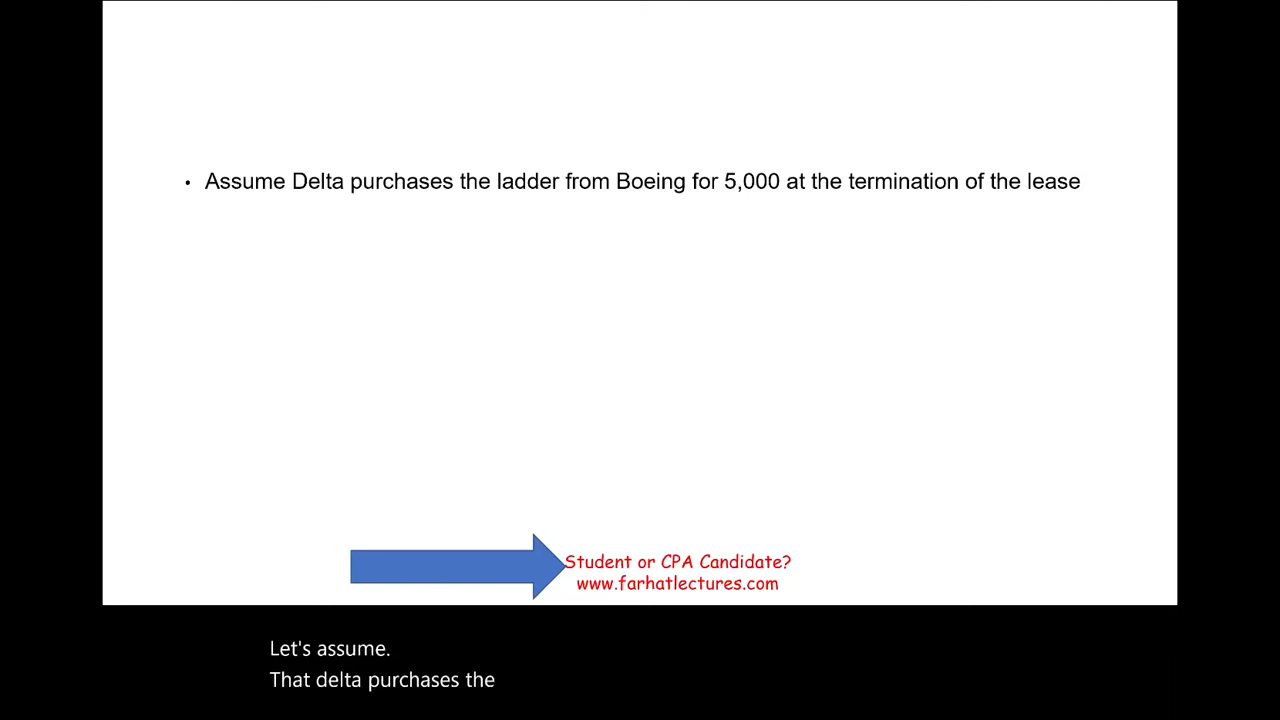 • Assume Delta purchases the ladder from Boeing for 5,000 at the termination of the lease
Student or CPA Candidate?
www.farhatlectures.com
Let's assume.
That delta purchases the